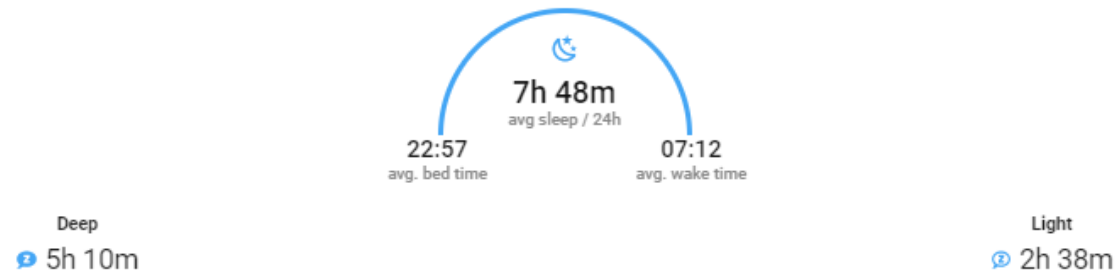 7h 48m
avg sleep / 24h
22:57 07:12
avg. bed time avg. wake time
Deep Light
5h 10m 2h 38m